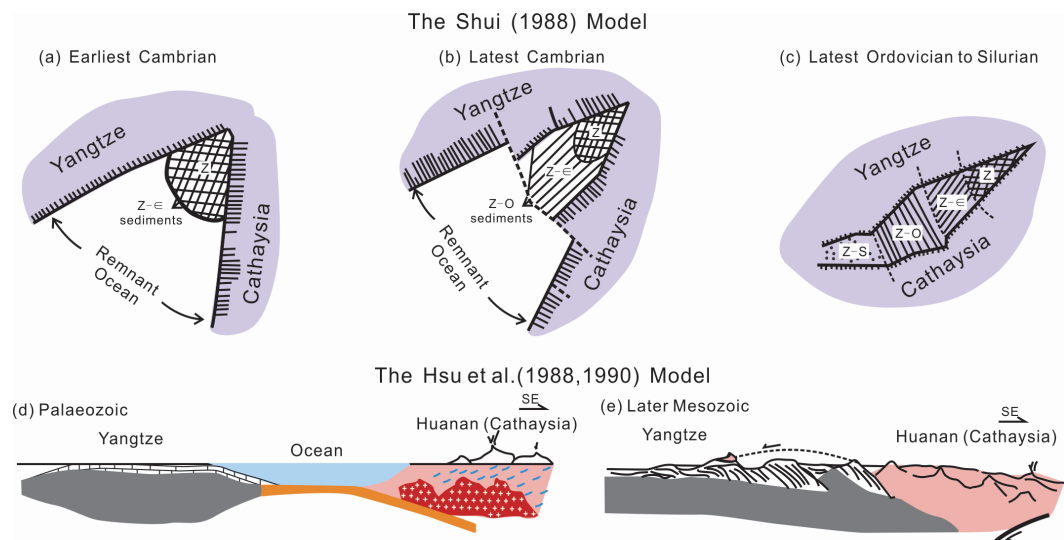 The Shui (1988) Model
(a) Earliest Cambrian
(b) Latest Cambrian
(c) Latest Ordovician to Silurian
Yangtze
Z
Z-∈
sediments
Cathaysia
Remnant
Ocean
Yangtze
Z
Z-∈
Z-O
sediments
Cathaysia
Remnant
Ocean
Yangtze
Z
Z-∈
Z-O
Z-S
Cathaysia
The Hsu et al.(1988,1990) Model
(d) Palaeozoic
Yangtze
Ocean
SE
Huanan (Cathaysia)
(e) Later Mesozoic
Yangtze
SE
Huanan (Cathaysia)